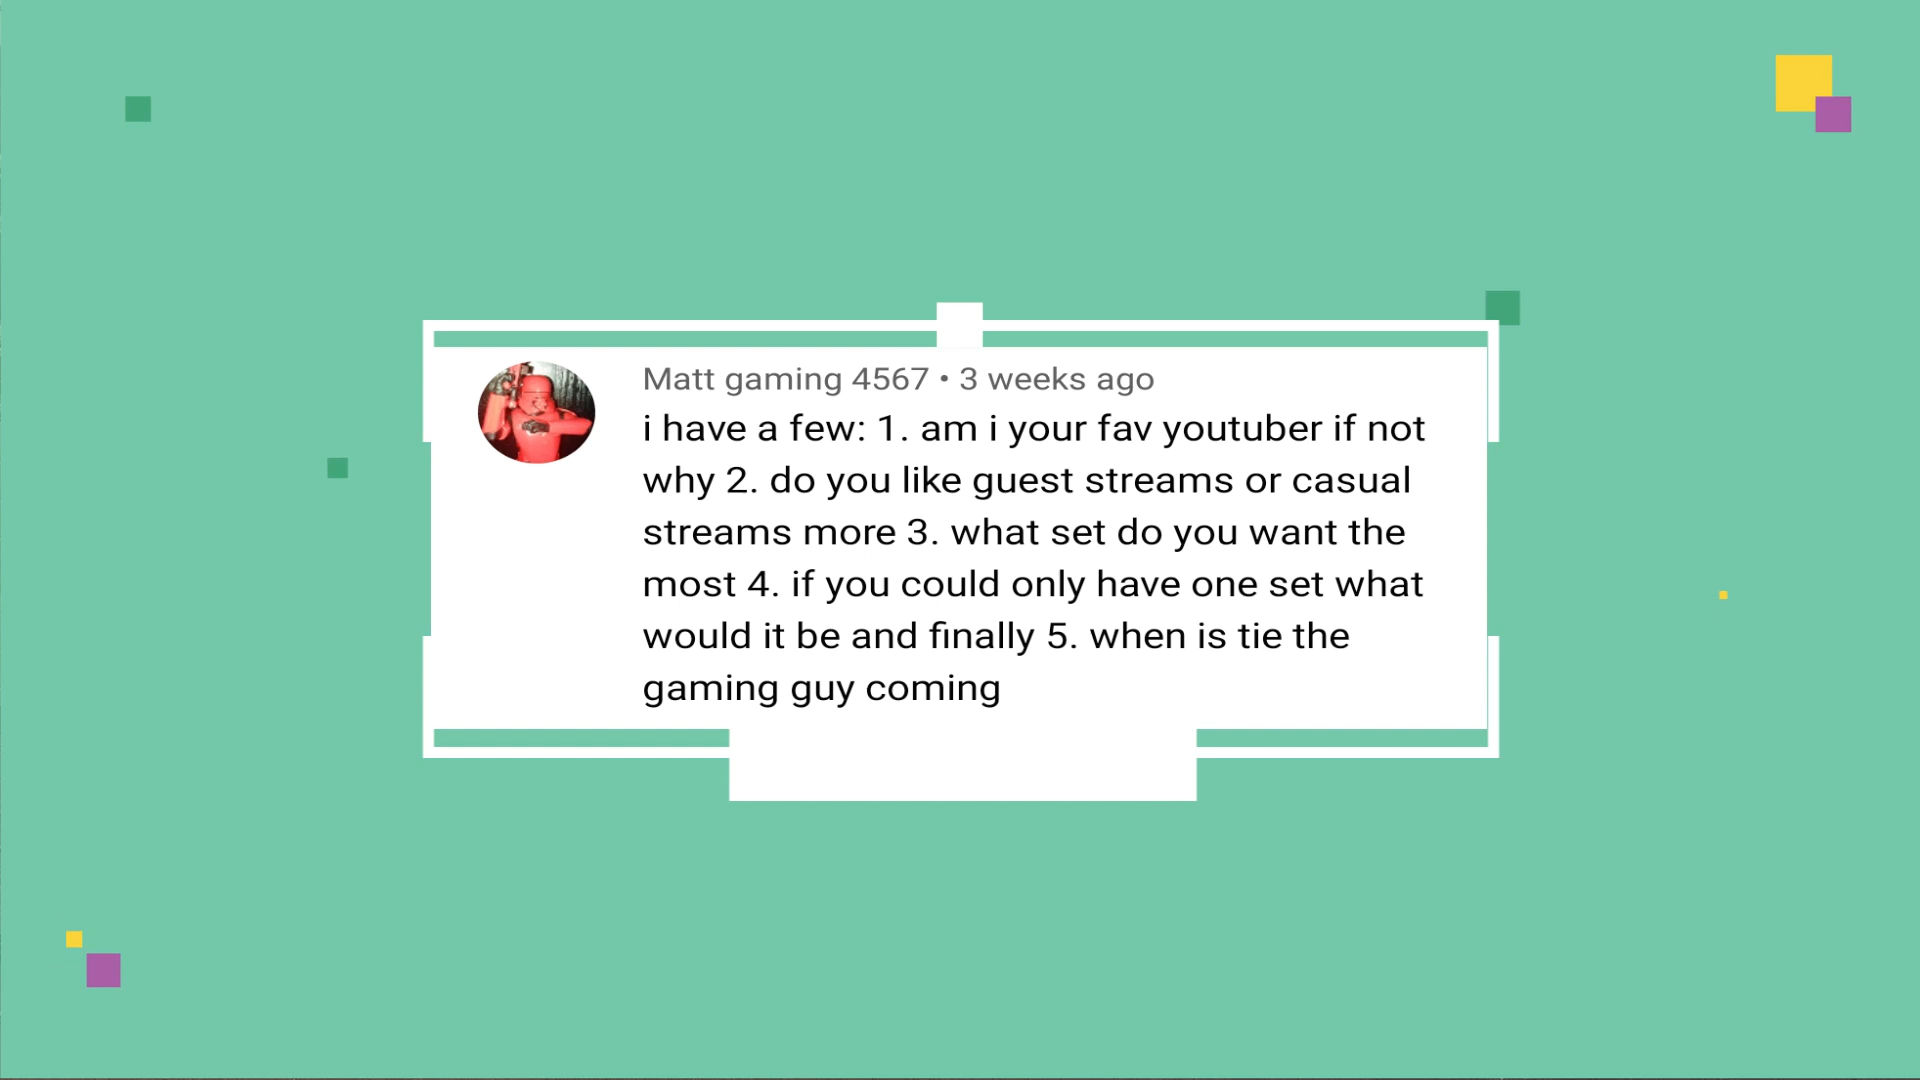 Matt gaming 4567 • 3 weeks ago
i have a few: 1. am i your fav youtuber if not
why 2. do you like guest streams or casual
streams more 3. what set do you want the
most 4. if you could only have one set what
would it be and finally 5. when is tie the
gaming guy coming